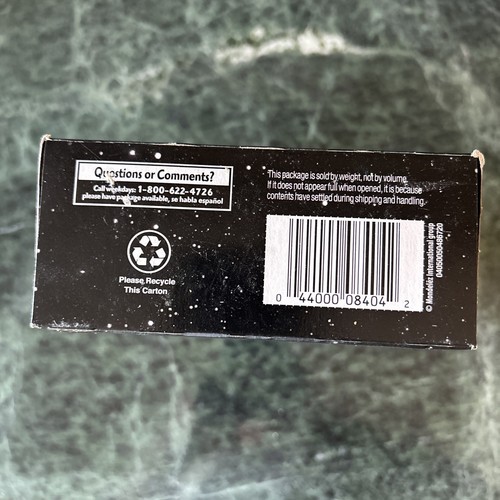 Questions or Comments?
Call weekdays: 1-800-622-4726
please have package available, se habla español
Please Recycle
This Carton
This package is sold by weight, not by volume.
If it does not appear full when opened, it is because
contents have settled during shipping and handling.
0 44000 08404 2
© Mondelēz International group